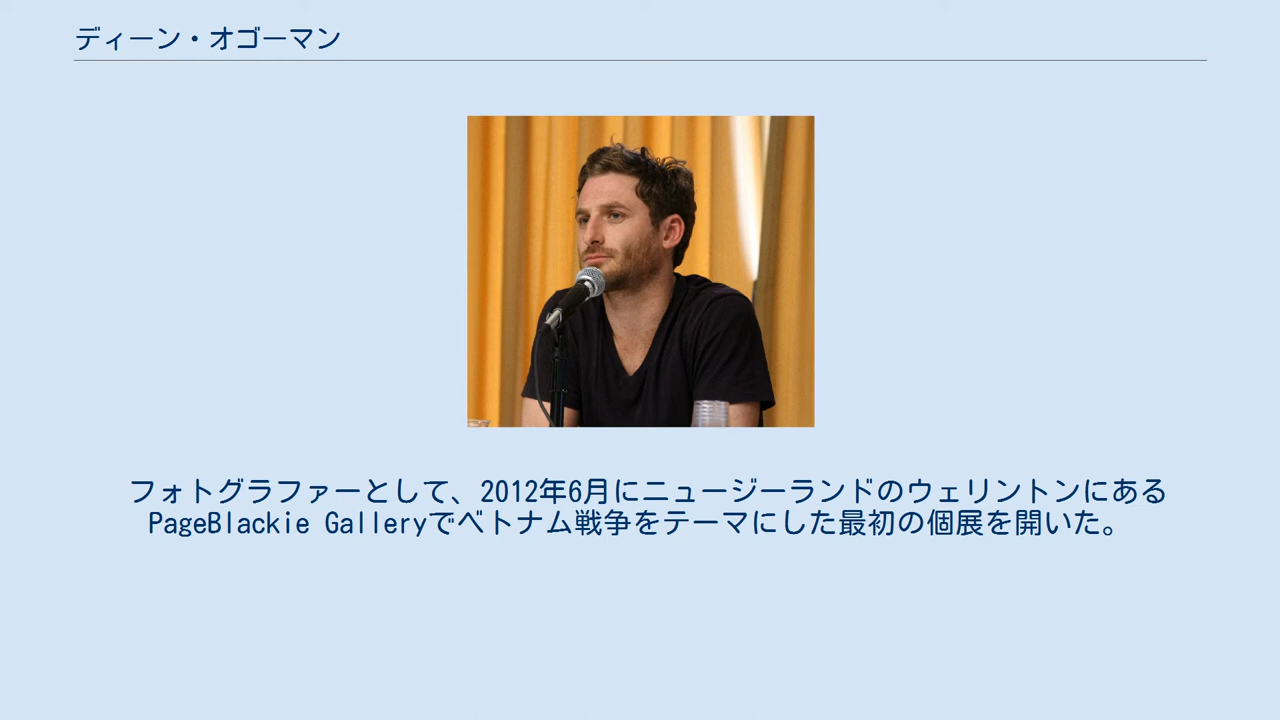 ディーン・オゴーマン
フォトグラファーとして、2012年6月にニュージーランドのウェリントンにある
PageBlackie Galleryでベトナム戦争をテーマにした最初の個展を開いた。